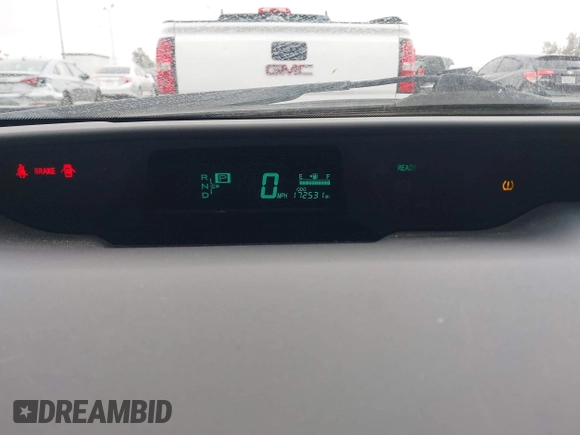 GMC
BRAKE
R
N
D
P
0 MPH
E F
ODO
172531
READY
DREAMBID